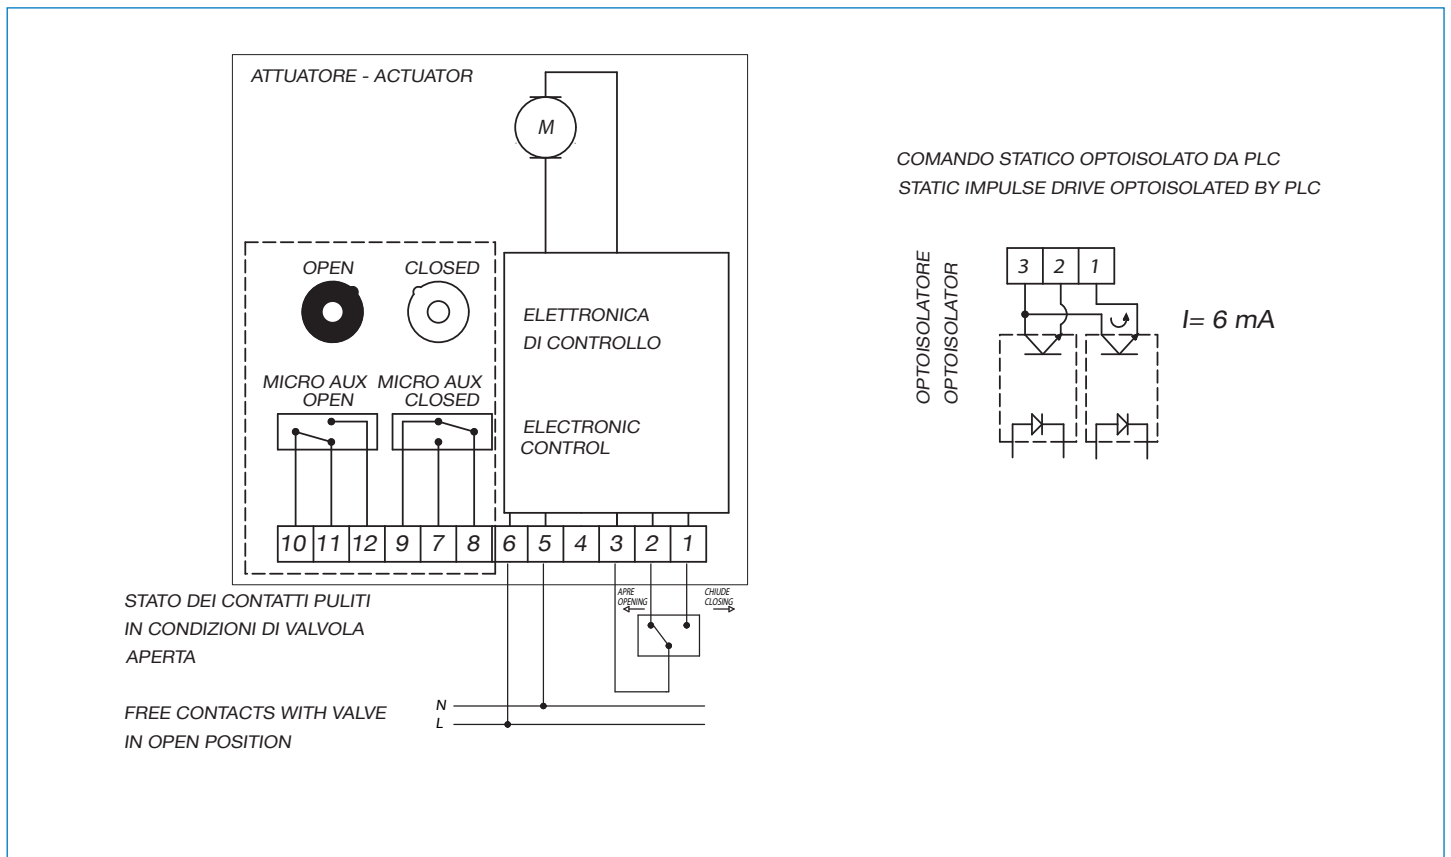 ATTUATORE - ACTUATOR
M
OPEN
CLOSED
MICRO AUX
OPEN
MICRO AUX
CLOSED
ELETTRONICA
DI CONTROLLO
ELECTRONIC
CONTROL
10 11 12 9 7 8 6 5 4 3 2 1
APRE
OPENING
CHIUDE
CLOSING
STATO DEI CONTATTI PULITI
IN CONDIZIONI DI VALVOLA
APERTA
FREE CONTACTS WITH VALVE
IN OPEN POSITION
N
L
COMANDO STATICO OPTOISOLATO DA PLC
STATIC IMPULSE DRIVE OPTOISOLATED BY PLC
OPTOISOLATORE
OPTOISOLATOR
3 2 1
I= 6 mA